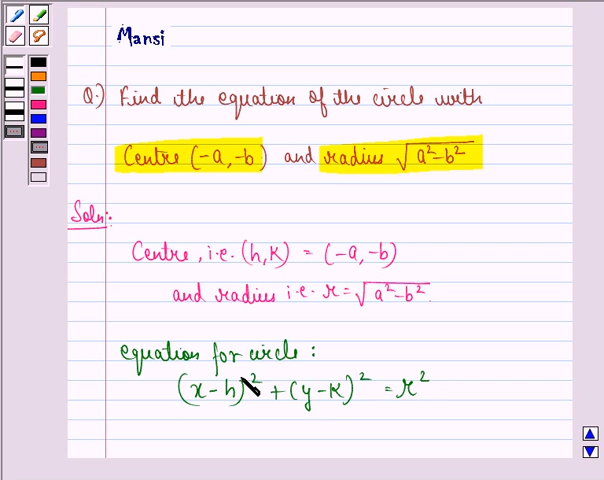 Mansi
Q.) Find the equation of the circle with
Centre (-a, -b) and radius √a²-b²
Soln:
Centre, i.e. (h, K) = (-a, -b)
and radius i.e. r = √a²-b².
equation for circle:
(x-h)² + (y-K)² = r²